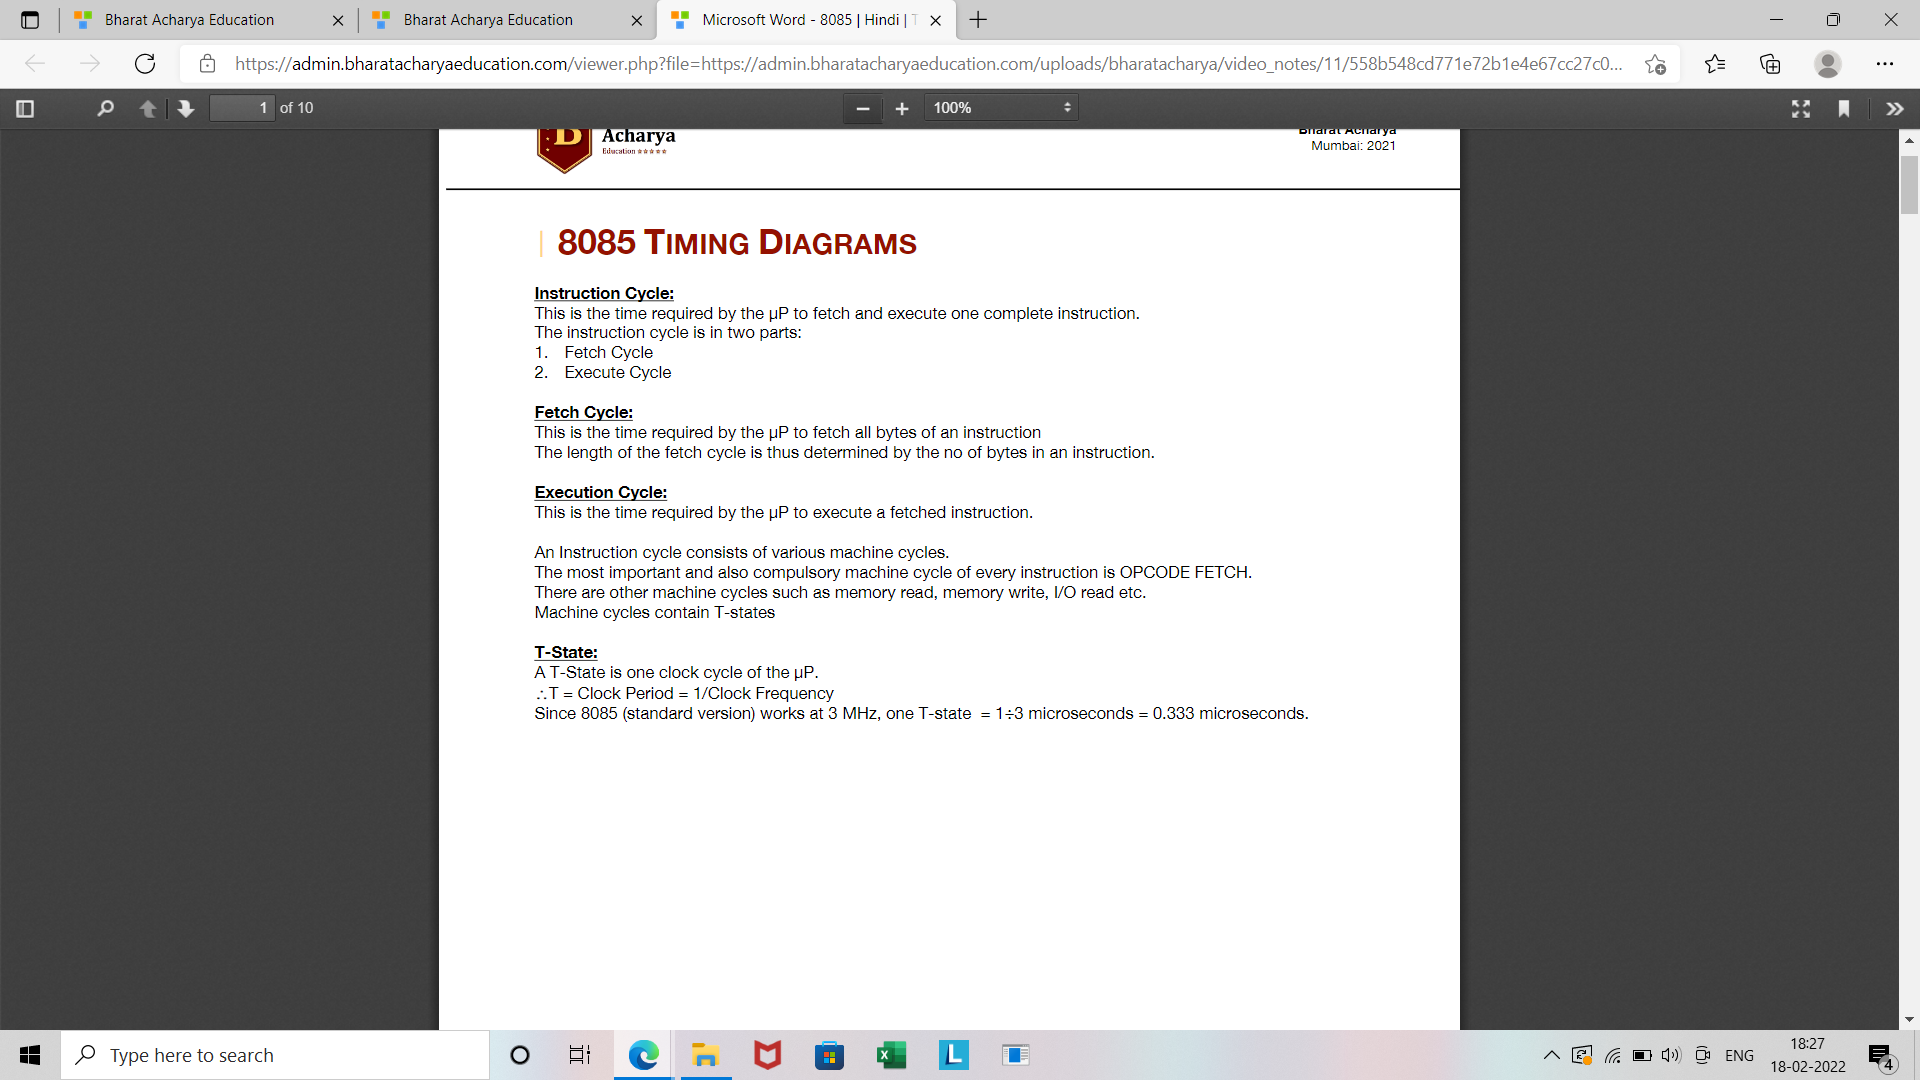 Bharat Acharya Education
Bharat Acharya Education
Microsoft Word - 8085 | Hindi |
https://admin.bharatacharyaeducation.com/viewer.php?file=https://admin.bharatacharyaeducation.com/uploads/bharatacharya/video_notes/11/558b548cd771e72b1e4e67cc27c0...
1 of 10
100%
B
Acharya
Education
Bharat Acharya
Mumbai: 2021
8085 TIMING DIAGRAMS
Instruction Cycle:
This is the time required by the µP to fetch and execute one complete instruction.
The instruction cycle is in two parts:
1. Fetch Cycle
2. Execute Cycle
Fetch Cycle:
This is the time required by the µP to fetch all bytes of an instruction
The length of the fetch cycle is thus determined by the no of bytes in an instruction.
Execution Cycle:
This is the time required by the µP to execute a fetched instruction.
An Instruction cycle consists of various machine cycles.
The most important and also compulsory machine cycle of every instruction is OPCODE FETCH.
There are other machine cycles such as memory read, memory write, I/O read etc.
Machine cycles contain T-states
T-State:
A T-State is one clock cycle of the µP.
∴T = Clock Period = 1/Clock Frequency
Since 8085 (standard version) works at 3 MHz, one T-state = 1÷3 microseconds = 0.333 microseconds.
Type here to search
L
ENG
18:27
18-02-2022
4